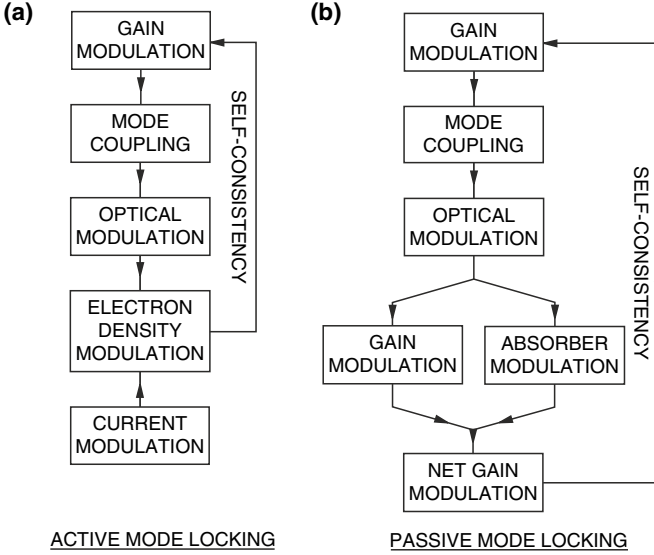 (a)
GAIN
MODULATION
MODE
COUPLING
OPTICAL
MODULATION
ELECTRON
DENSITY
MODULATION
CURRENT
MODULATION
SELF-CONSISTENCY
ACTIVE MODE LOCKING
(b)
GAIN
MODULATION
MODE
COUPLING
OPTICAL
MODULATION
GAIN
MODULATION
ABSORBER
MODULATION
NET GAIN
MODULATION
SELF-CONSISTENCY
PASSIVE MODE LOCKING